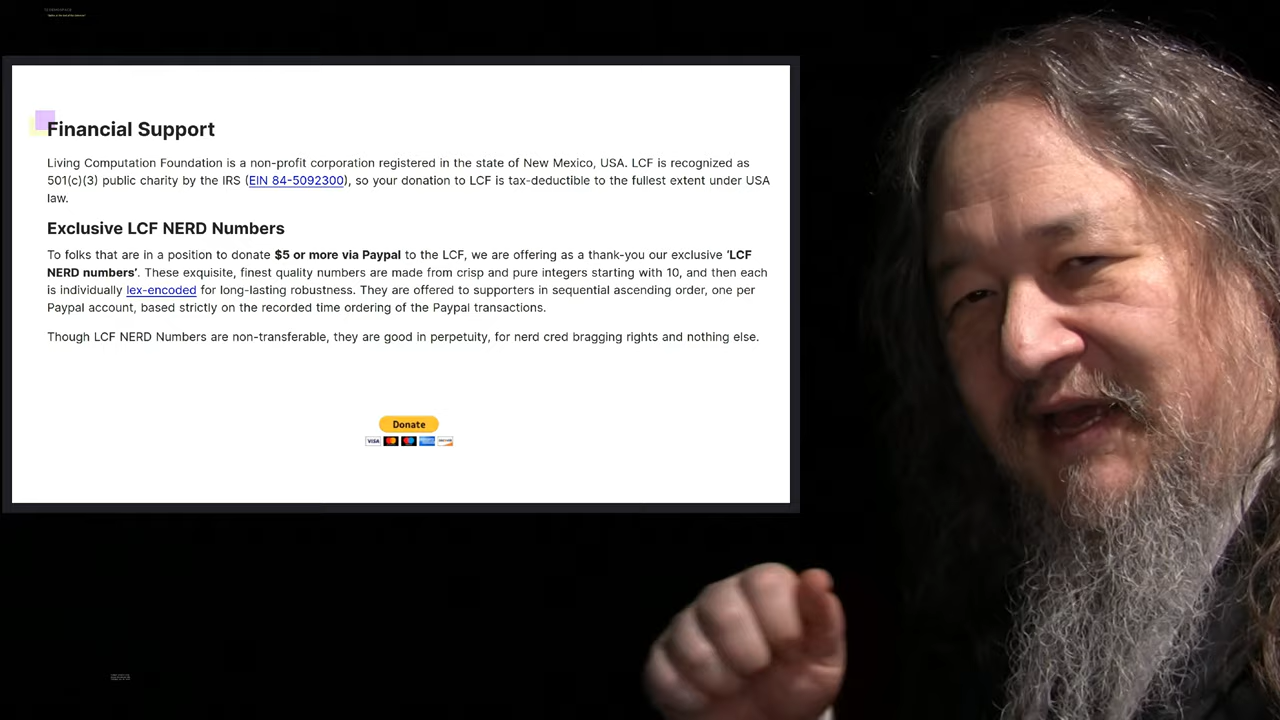 Financial Support
Living Computation Foundation is a non-profit corporation registered in the state of New Mexico, USA. LCF is recognized as
501(c)(3) public charity by the IRS (EIN 84-5092300), so your donation to LCF is tax-deductible to the fullest extent under USA
law.
Exclusive LCF NERD Numbers
To folks that are in a position to donate $5 or more via Paypal to the LCF, we are offering as a thank-you our exclusive 'LCF
NERD numbers'. These exquisite, finest quality numbers are made from crisp and pure integers starting with 10, and then each
is individually lex-encoded for long-lasting robustness. They are offered to supporters in sequential ascending order, one per
Paypal account, based strictly on the recorded time ordering of the Paypal transactions.
Though LCF NERD Numbers are non-transferable, they are good in perpetuity, for nerd cred bragging rights and nothing else.
Donate
VISA